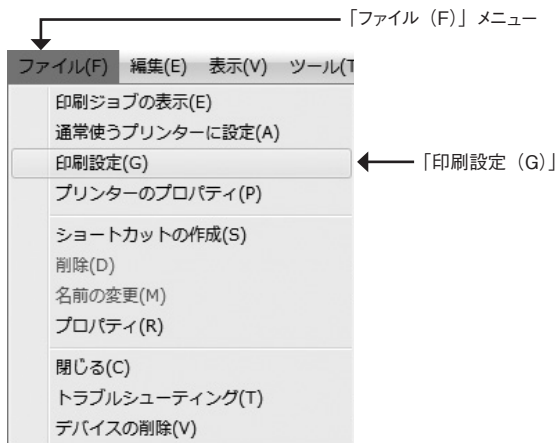 「ファイル（F）」メニュー
ファイル(F) 編集(E) 表示(V) ツール(T
印刷ジョブの表示(E)
通常使うプリンターに設定(A)
印刷設定(G)
「印刷設定（G）」
プリンターのプロパティ(P)
ショートカットの作成(S)
削除(D)
名前の変更(M)
プロパティ(R)
閉じる(C)
トラブルシューティング(T)
デバイスの削除(V)